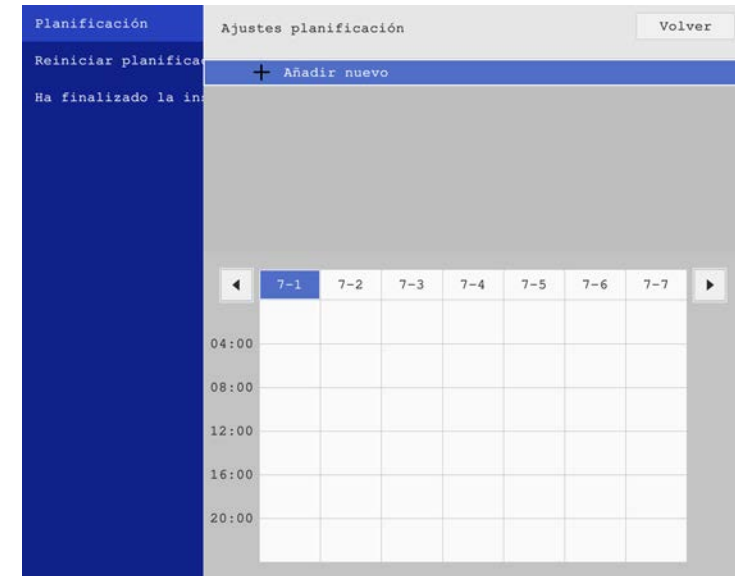 Planificación
Ajustes planificación
Volver
Reiniciar planifica
Añadir nuevo
Ha finalizado la in
7-1 7-2 7-3 7-4 7-5 7-6 7-7
04:00
08:00
12:00
16:00
20:00